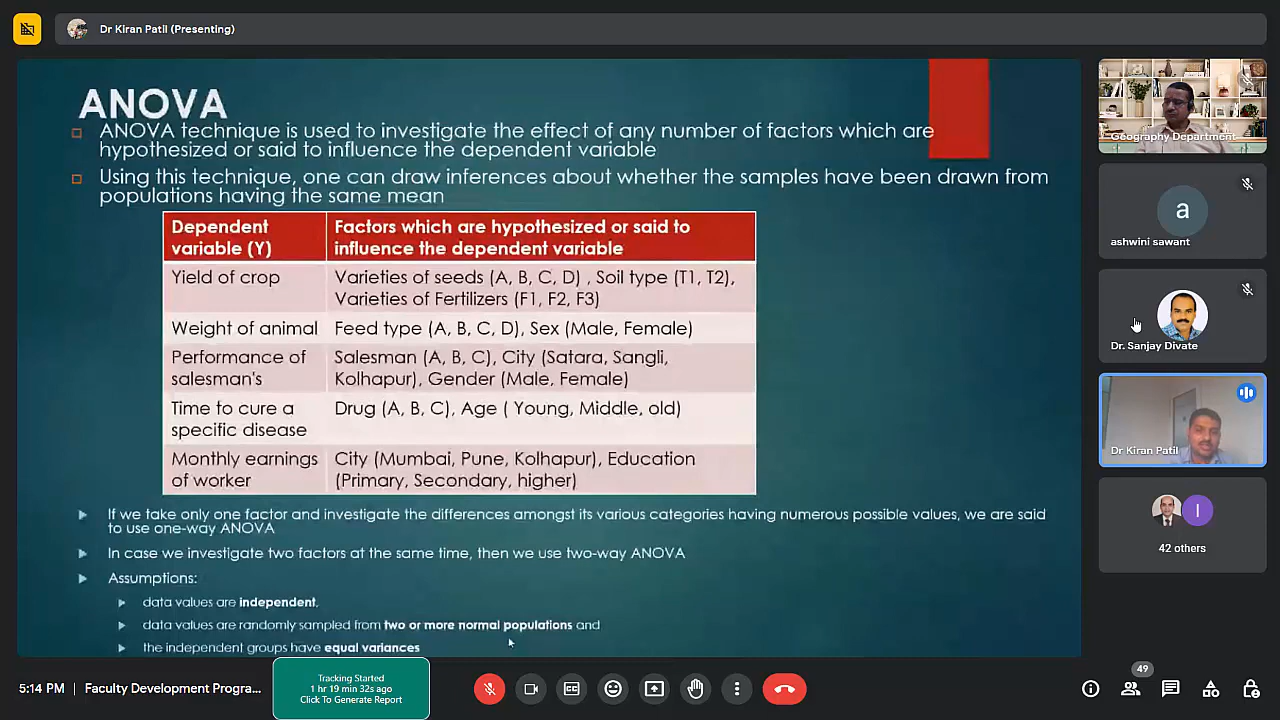 Dr Kiran Patil (Presenting)
ANOVA
ANOVA technique is used to investigate the effect of any number of factors which are
hypothesized or said to influence the dependent variable
Using this technique, one can draw inferences about whether the samples have been drawn from
populations having the same mean
Dependent
variable (Y)
Factors which are hypothesized or said to
influence the dependent variable
Yield of crop
Varieties of seeds (A, B, C, D) , Soil type (T1, T2),
Varieties of Fertilizers (F1, F2, F3)
Weight of animal
Feed type (A, B, C, D), Sex (Male, Female)
Performance of
salesman's
Salesman (A, B, C), City (Satara, Sangli,
Kolhapur), Gender (Male, Female)
Time to cure a
specific disease
Drug (A, B, C), Age ( Young, Middle, old)
Monthly earnings
of worker
City (Mumbai, Pune, Kolhapur), Education
(Primary, Secondary, higher)
If we take only one factor and investigate the differences amongst its various categories having numerous possible values, we are said
to use one-way ANOVA
In case we investigate two factors at the same time, then we use two-way ANOVA
Assumptions:
data values are independent.
data values are randomly sampled from two or more normal populations and
the independent groups have equal variances
Geography Department
a
ashwini sawant
Dr. Sanjay Divate
Dr Kiran Patil
I
42 others
5:14 PM | Faculty Development Progra...
Tracking Started
1 hr 19 min 32s ago
Click To Generate Report
49